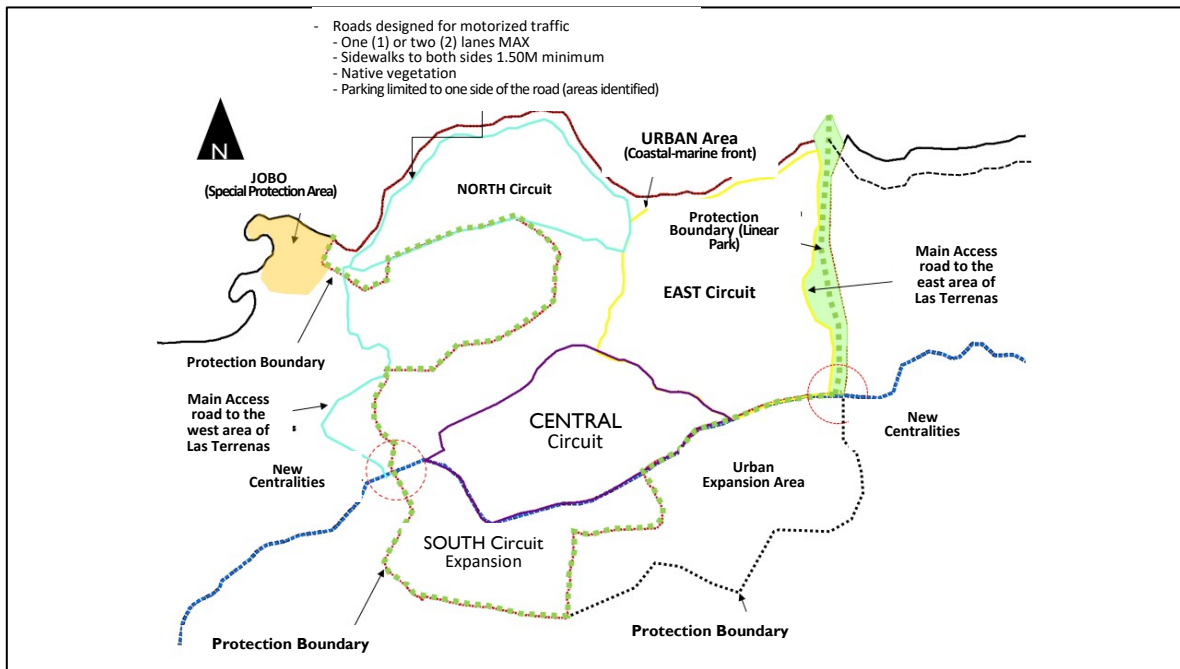 - Roads designed for motorized traffic
- One (1) or two (2) lanes MAX
- Sidewalks to both sides 1.50M minimum
- Native vegetation
- Parking limited to one side of the road (areas identified)
N
JOBO
(Special Protection Area)
NORTH Circuit
URBAN Area
(Coastal-marine front)
Protection
Boundary (Linear
Park)
EAST Circuit
Main Access
road to the
east area of
Las Terrenas
Protection Boundary
Main Access
road to the
west area of
Las Terrenas
New
Centralities
CENTRAL
Circuit
New
Centralities
Urban
Expansion Area
SOUTH Circuit
Expansion
Protection Boundary
Protection Boundary